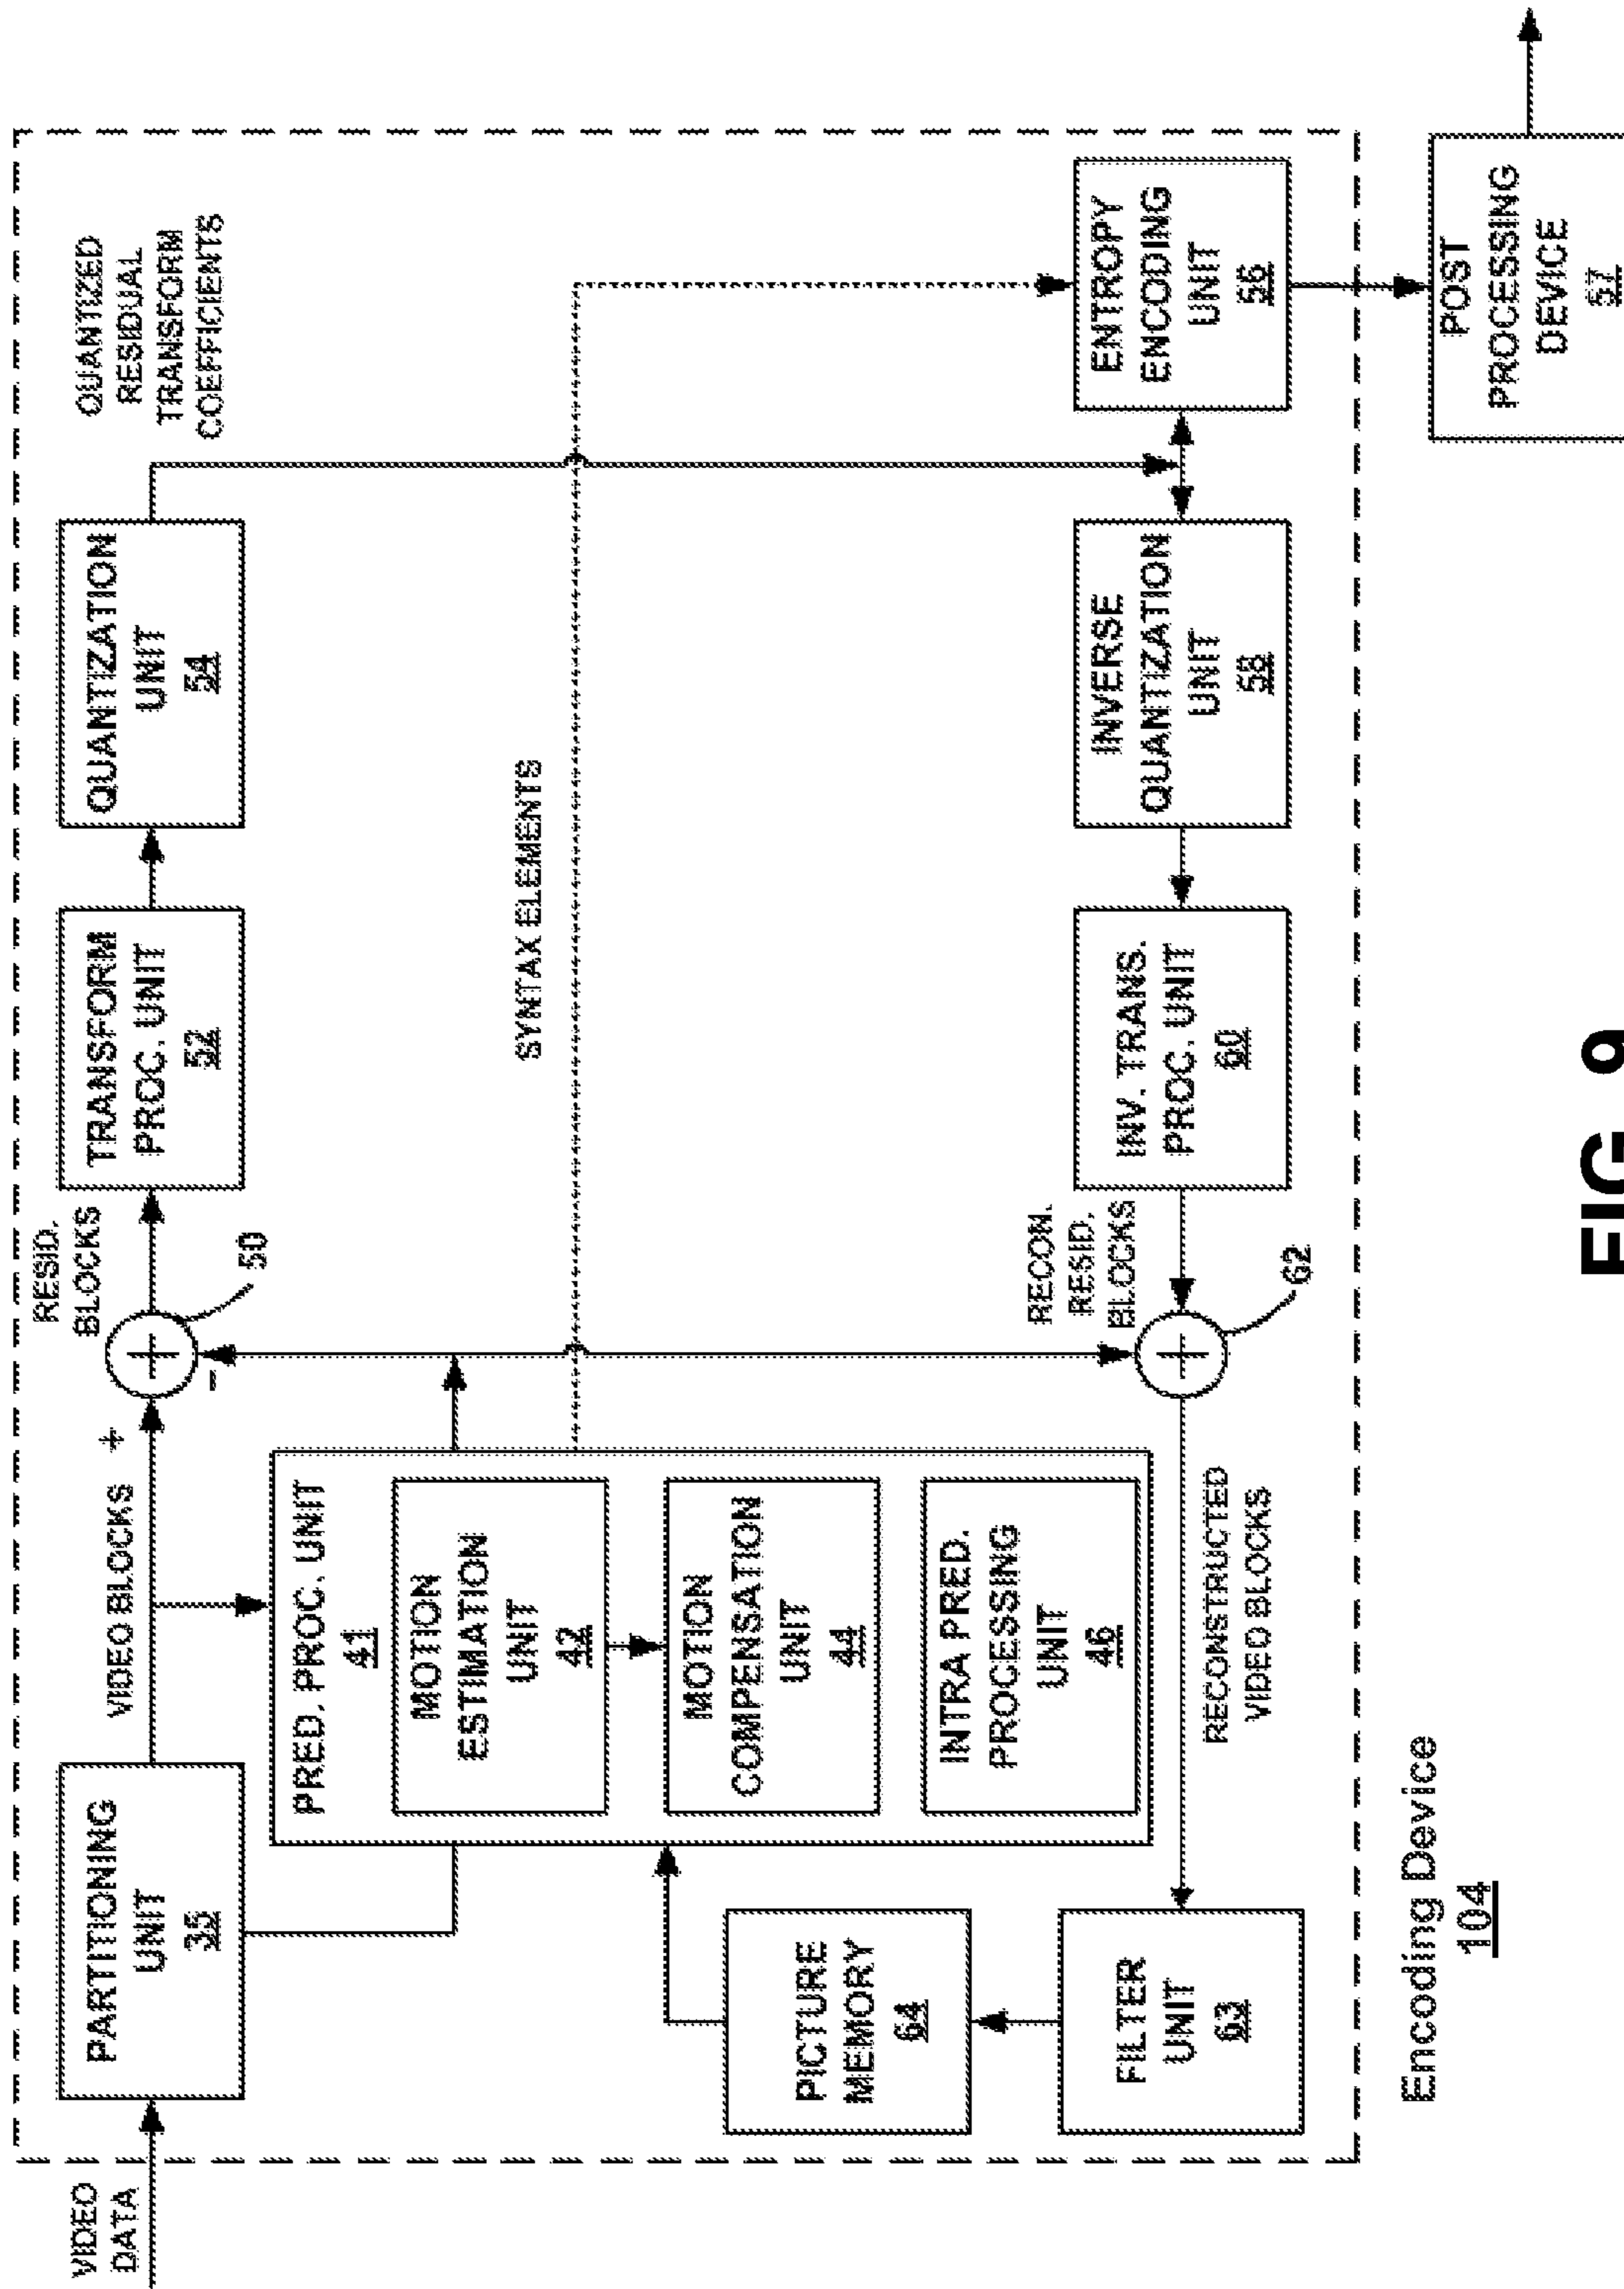 VIDEO
DATA
PARTITIONING
UNIT
35
VIDEO BLOCKS
+
-
50
RESID.
BLOCKS
TRANSFORM
PROC. UNIT
52
QUANTIZATION
UNIT
54
QUANTIZED
RESIDUAL
TRANSFORM
COEFFICIENTS
PRED. PROC. UNIT
41
MOTION
ESTIMATION
UNIT
42
MOTION
COMPENSATION
UNIT
44
INTRA PRED.
PROCESSING
UNIT
46
SYNTAX ELEMENTS
PICTURE
MEMORY
64
FILTER
UNIT
63
RECONSTRUCTED
VIDEO BLOCKS
62
RECON.
RESID.
BLOCKS
INV. TRANS.
PROC. UNIT
60
INVERSE
QUANTIZATION
UNIT
58
ENTROPY
ENCODING
UNIT
56
POST
PROCESSING
DEVICE
57
Encoding Device
104
FIG. 9